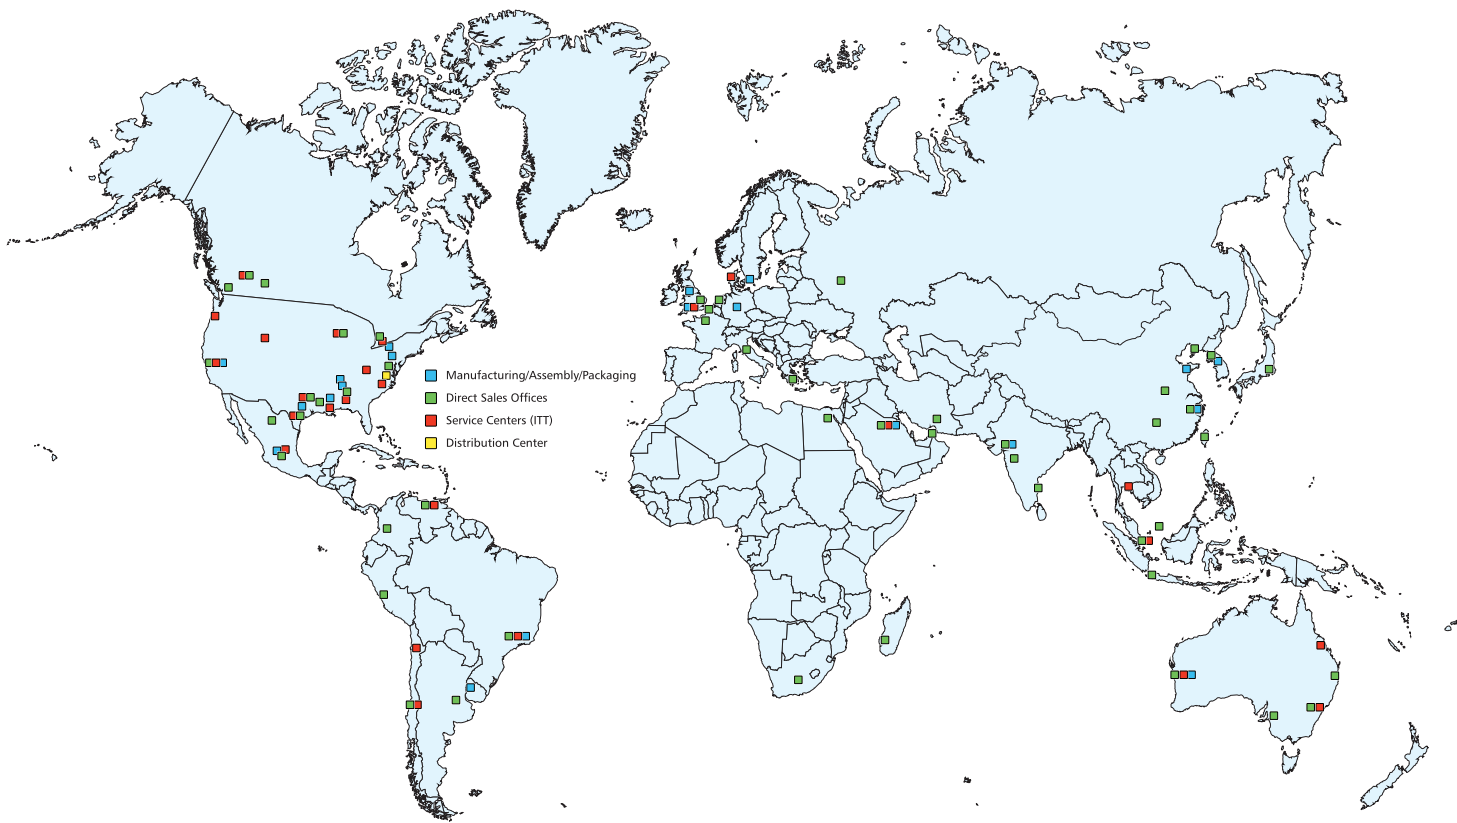 Manufacturing/Assembly/Packaging
Direct Sales Offices
Service Centers (ITT)
Distribution Center